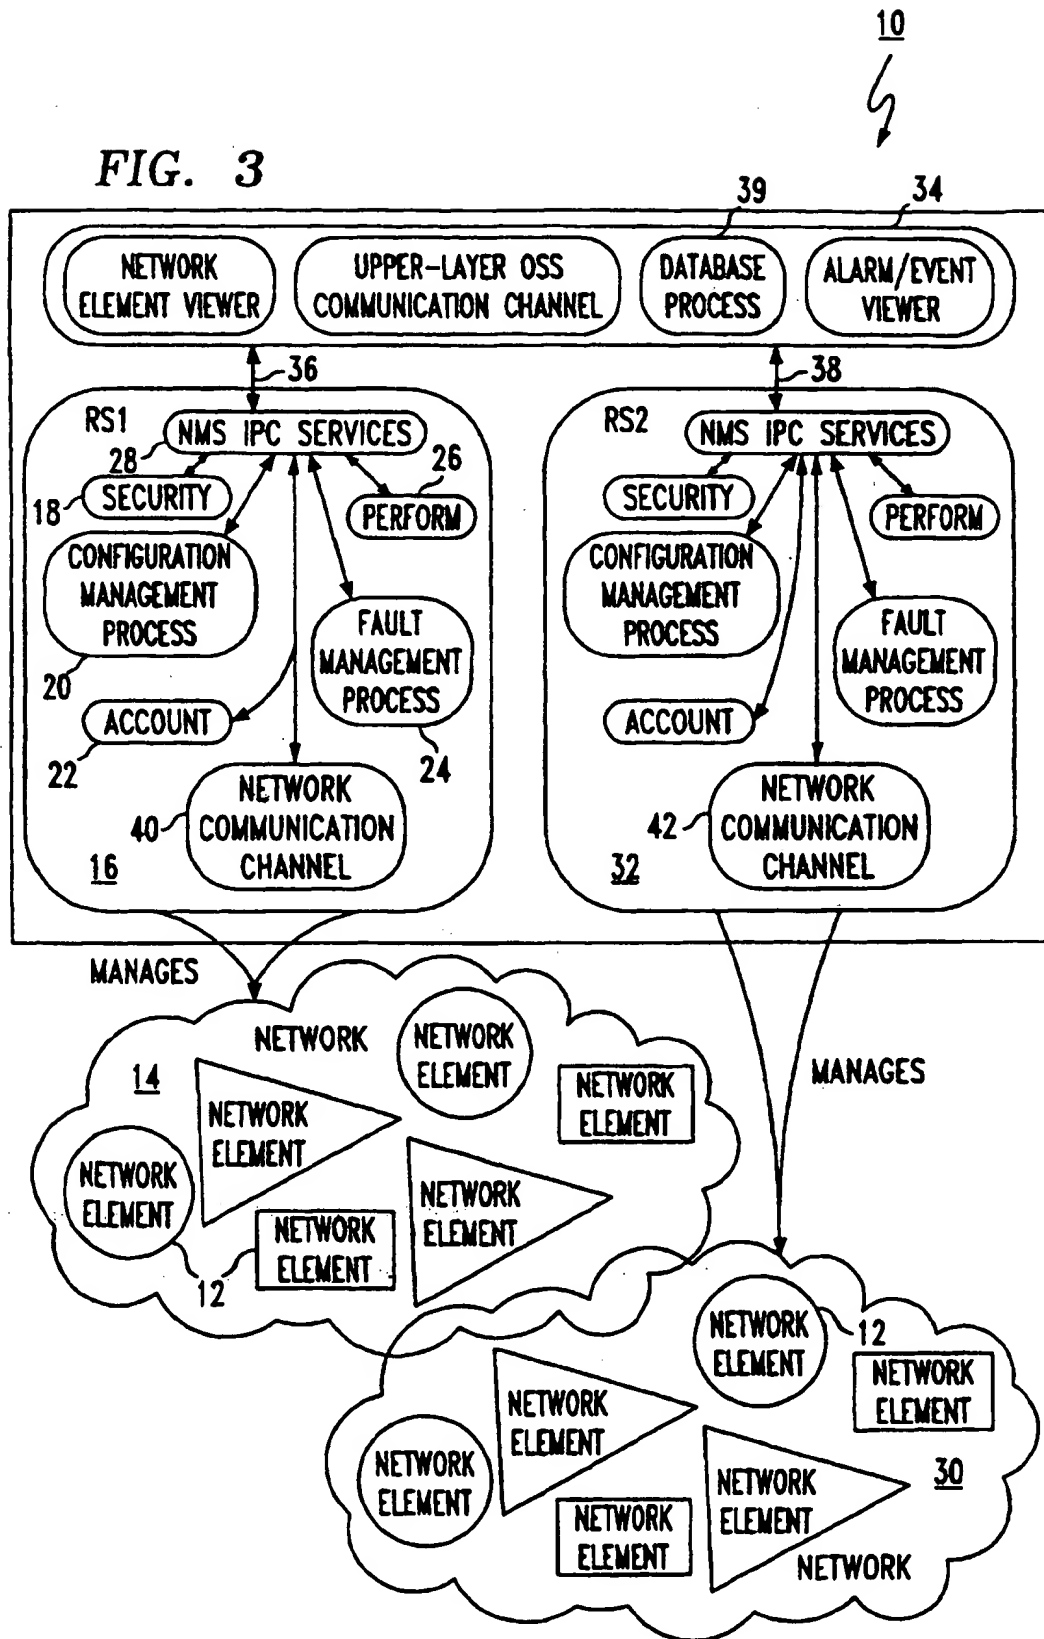 10
FIG. 3
39
34
NETWORK
ELEMENT VIEWER
UPPER-LAYER OSS
COMMUNICATION CHANNEL
DATABASE
PROCESS
ALARM/EVENT
VIEWER
36
38
RS1
NMS IPC SERVICES
28
26
18
SECURITY
PERFORM
CONFIGURATION
MANAGEMENT
PROCESS
20
FAULT
MANAGEMENT
PROCESS
24
ACCOUNT
22
NETWORK
COMMUNICATION
CHANNEL
40
16
RS2
NMS IPC SERVICES
SECURITY
PERFORM
CONFIGURATION
MANAGEMENT
PROCESS
FAULT
MANAGEMENT
PROCESS
ACCOUNT
NETWORK
COMMUNICATION
CHANNEL
42
32
MANAGES
MANAGES
NETWORK
14
NETWORK
ELEMENT
NETWORK
ELEMENT
NETWORK
ELEMENT
NETWORK
ELEMENT
NETWORK
ELEMENT
NETWORK
ELEMENT
12
NETWORK
ELEMENT
12
NETWORK
ELEMENT
NETWORK
ELEMENT
NETWORK
ELEMENT
NETWORK
ELEMENT
NETWORK
ELEMENT
30
NETWORK